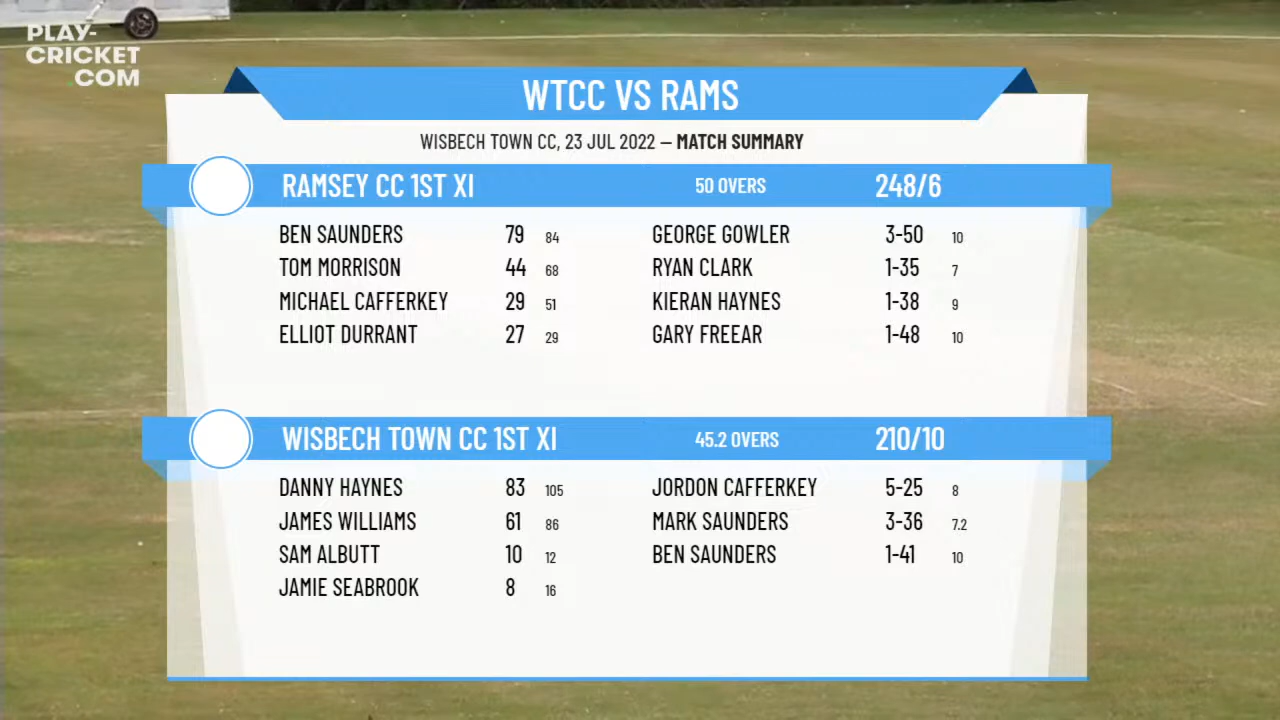 PLAY-
CRICKET
COM
WTCC VS RAMS
WISBECH TOWN CC, 23 JUL 2022 – MATCH SUMMARY
RAMSEY CC 1ST XI 50 OVERS 248/6
BEN SAUNDERS 79 84 GEORGE GOWLER 3-50 10
TOM MORRISON 44 68 RYAN CLARK 1-35 7
MICHAEL CAFFERKEY 29 51 KIERAN HAYNES 1-38 9
ELLIOT DURRANT 27 29 GARY FREEAR 1-48 10
WISBECH TOWN CC 1ST XI 45.2 OVERS 210/10
DANNY HAYNES 83 105 JORDON CAFFERKEY 5-25 8
JAMES WILLIAMS 61 86 MARK SAUNDERS 3-36 7.2
SAM ALBUTT 10 12 BEN SAUNDERS 1-41 10
JAMIE SEABROOK 8 16